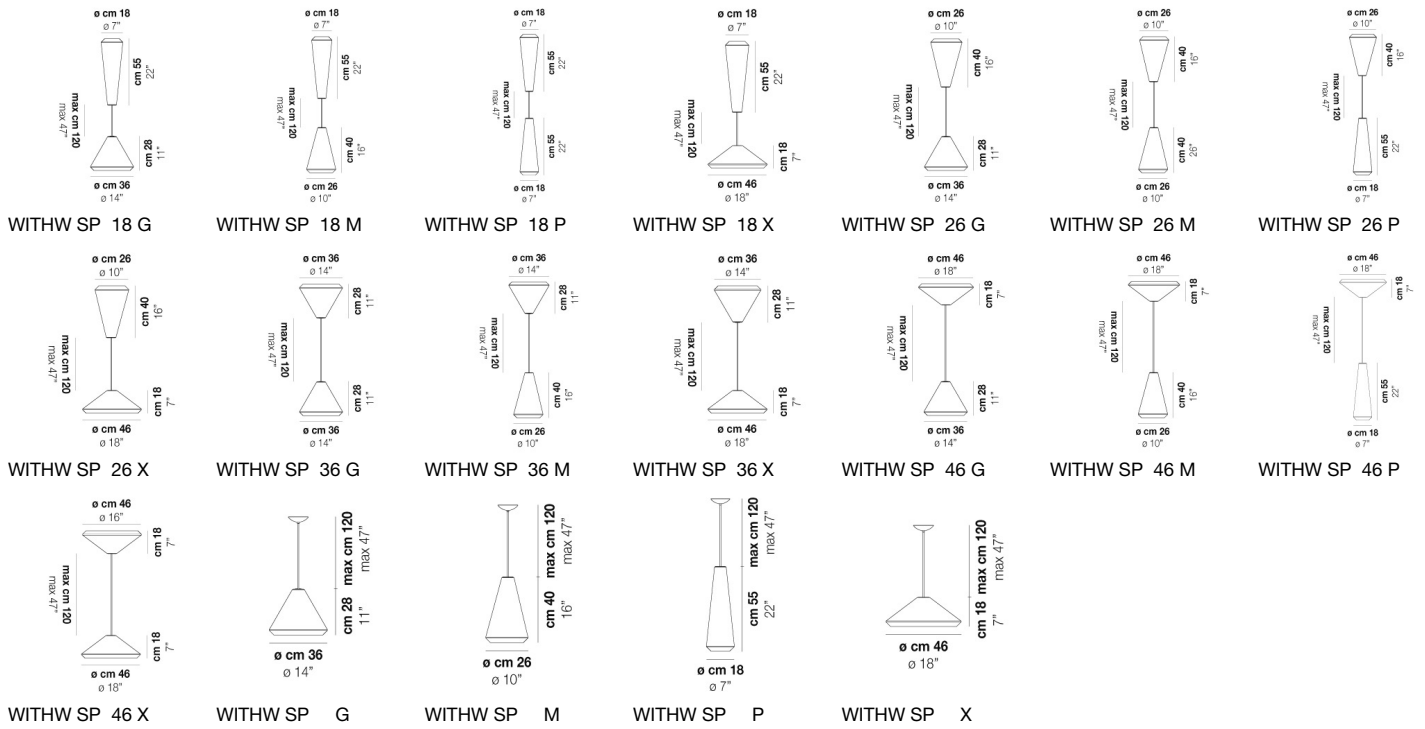 ø cm 18
ø 7"
cm 55
22"
max cm 120
max 47"
cm 28
11"
ø cm 36
ø 14"
WITHW SP 18 G
ø cm 18
ø 7"
cm 55
22"
max cm 120
max 47"
cm 40
16"
ø cm 26
ø 10"
WITHW SP 18 M
ø cm 18
ø 7"
cm 55
22"
max cm 120
max 47"
cm 55
22"
ø cm 18
ø 7"
WITHW SP 18 P
ø cm 18
ø 7"
cm 55
22"
max cm 120
max 47"
cm 18
7"
ø cm 46
ø 18"
WITHW SP 18 X
ø cm 26
ø 10"
cm 40
16"
max cm 120
max 47"
cm 28
11"
ø cm 36
ø 14"
WITHW SP 26 G
ø cm 26
ø 10"
cm 40
16"
max cm 120
max 47"
cm 40
26"
ø cm 26
ø 10"
WITHW SP 26 M
ø cm 26
ø 10"
cm 40
16"
max cm 120
max 47"
cm 55
22"
ø cm 18
ø 7"
WITHW SP 26 P
ø cm 26
ø 10"
cm 40
16"
max cm 120
max 47"
cm 18
7"
ø cm 46
ø 18"
WITHW SP 26 X
ø cm 36
ø 14"
cm 28
11"
max cm 120
max 47"
cm 28
11"
ø cm 36
ø 14"
WITHW SP 36 G
ø cm 36
ø 14"
cm 28
11"
max cm 120
max 47"
cm 40
16"
ø cm 26
ø 10"
WITHW SP 36 M
ø cm 36
ø 14"
cm 28
11"
max cm 120
max 47"
cm 18
7"
ø cm 46
ø 18"
WITHW SP 36 X
ø cm 46
ø 18"
cm 18
7"
max cm 120
max 47"
cm 28
11"
ø cm 36
ø 14"
WITHW SP 46 G
ø cm 46
ø 18"
cm 18
7"
max cm 120
max 47"
cm 40
16"
ø cm 26
ø 10"
WITHW SP 46 M
ø cm 46
ø 18"
cm 18
7"
max cm 120
max 47"
cm 55
22"
ø cm 18
ø 7"
WITHW SP 46 P
ø cm 46
ø 16"
cm 18
7"
max cm 120
max 47"
cm 18
7"
ø cm 46
ø 18"
WITHW SP 46 X
max cm 120
max 47"
cm 28
11"
ø cm 36
ø 14"
WITHW SP G
max cm 120
max 47"
cm 40
16"
ø cm 26
ø 10"
WITHW SP M
max cm 120
max 47"
cm 55
22"
ø cm 18
ø 7"
WITHW SP P
max cm 120
max 47"
cm 18
7"
ø cm 46
ø 18"
WITHW SP X